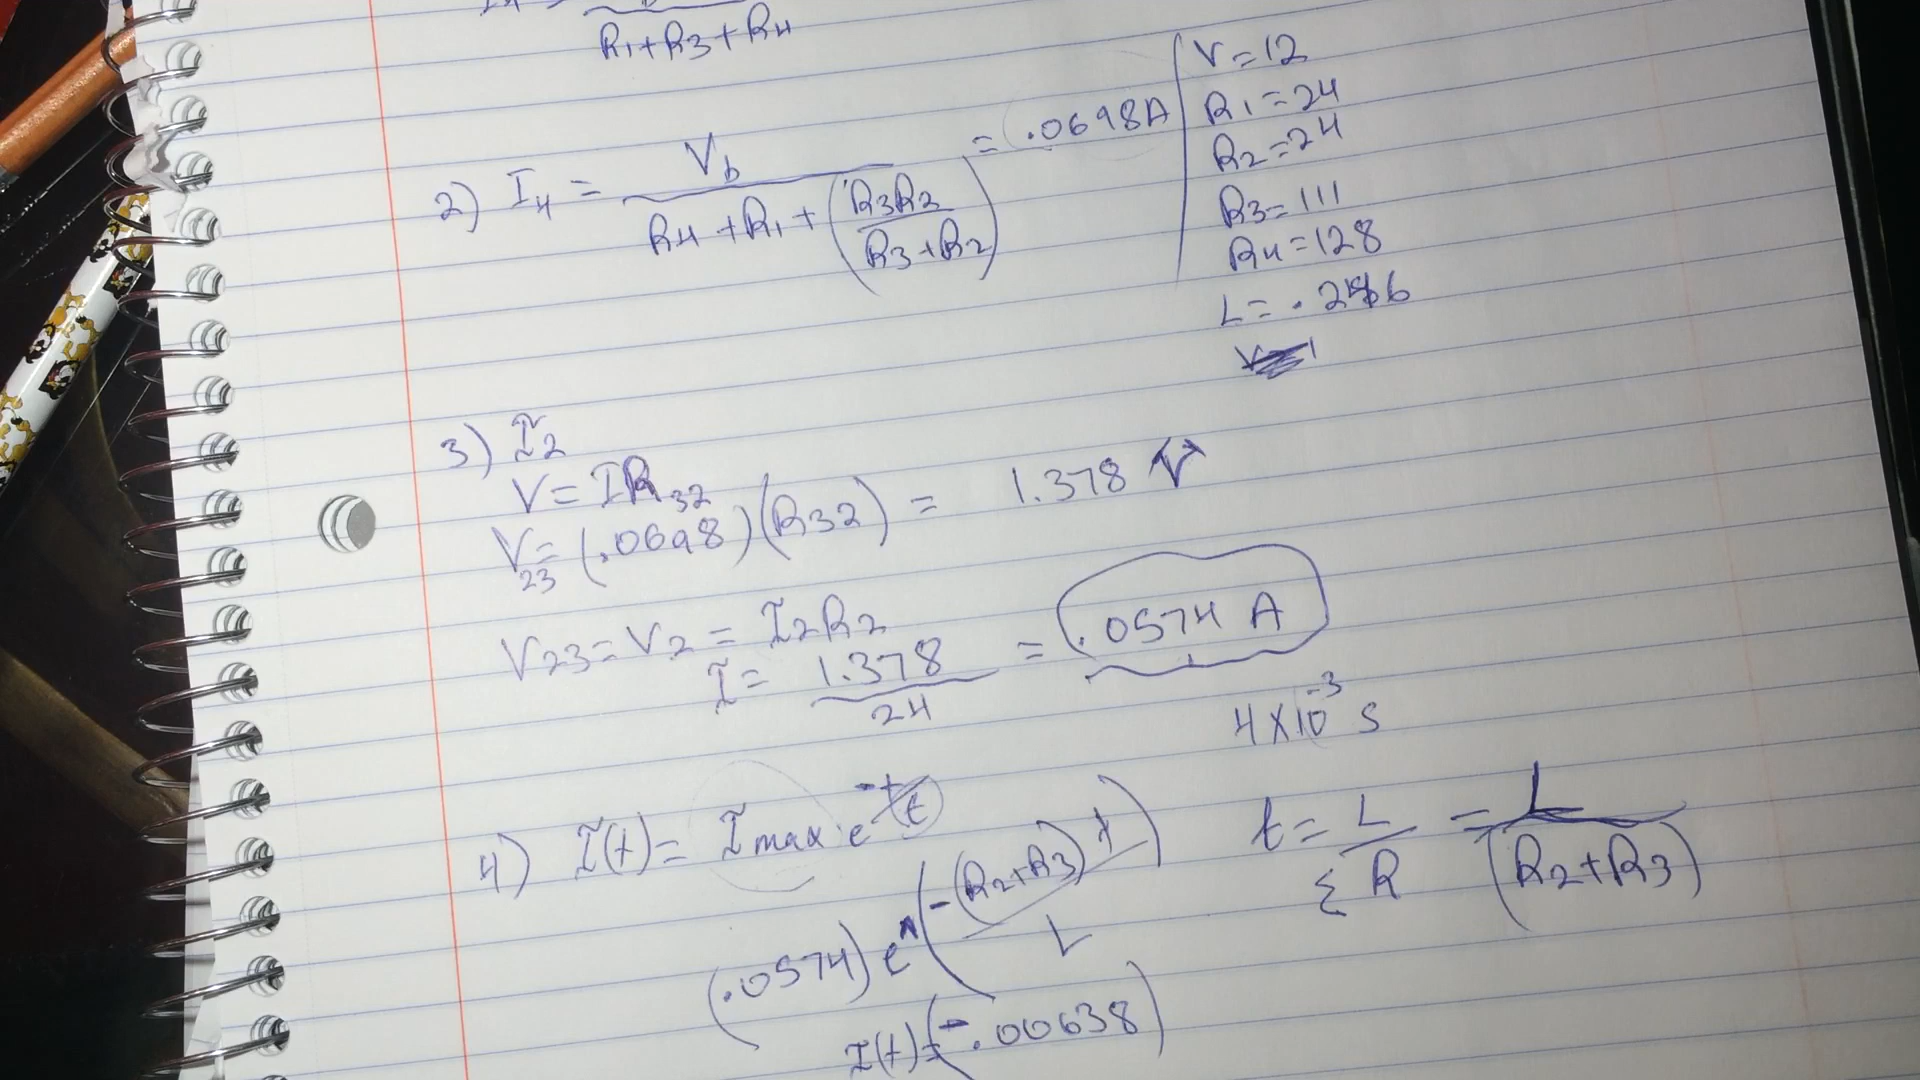 R1+R3+R4
2) I4 = Vb / (R4 + R1 + (R3R2 / (R3+R2))) = .0698A
V=12
R1=24
R2=24
R3=111
R4=128
3) I2
V=IR32
V23=(.0698)(R32) = 1.378 V
V23=V2=I2R2
I= 1.378 / 24 = .0574 A
4×10^-3 s
4) I(t)= Imax e^-t/t
t= L / ΣR = L / (R2+R3)
(.0574)e^(-(R2+R3)t / L)
I(t)=(-.00638)